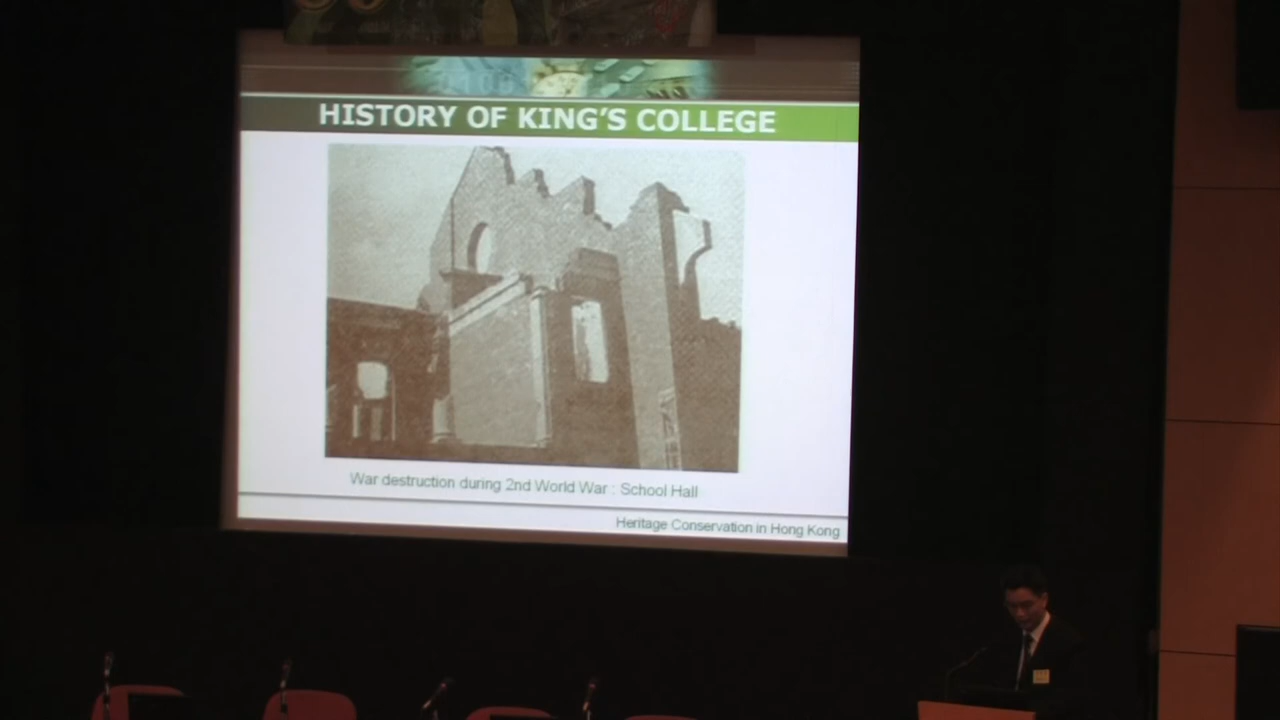 HISTORY OF KING'S COLLEGE
War destruction during 2nd World War : School Hall
Heritage Conservation in Hong Kong